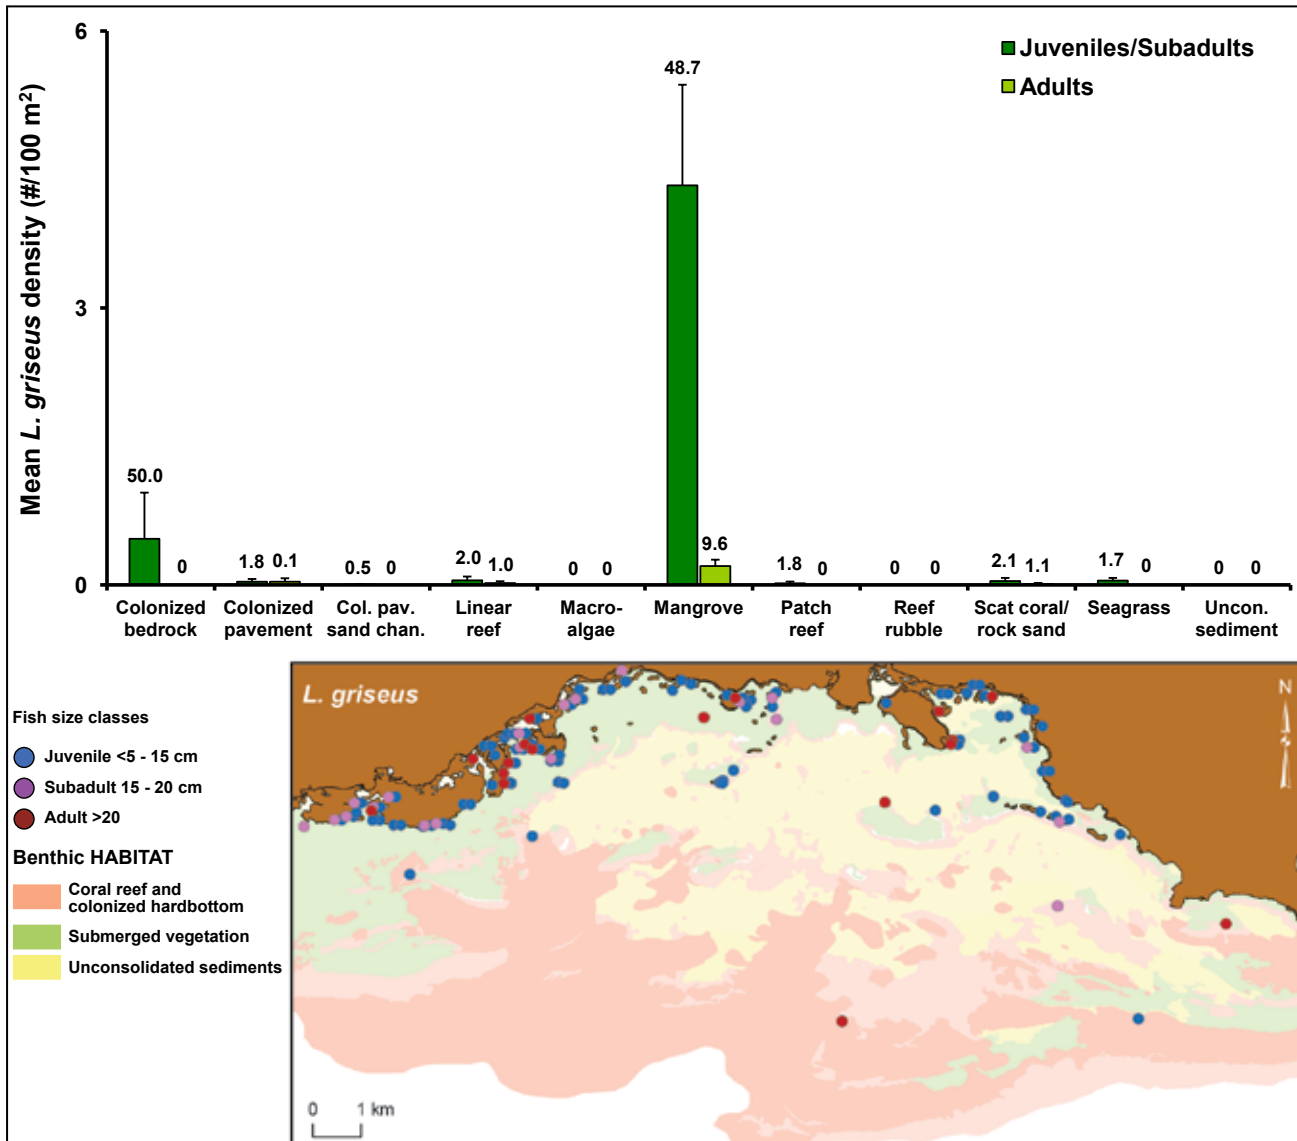 6
3
0
Mean L. griseus density (#/100 m²)
Juveniles/Subadults
Adults
50.0
0
1.8
0.1
0.5
0
2.0
1.0
0
0
48.7
9.6
1.8
0
0
0
2.1
1.1
1.7
0
0
0
Colonized
bedrock
Colonized
pavement
Col. pav.
sand chan.
Linear
reef
Macro-
algae
Mangrove
Patch
reef
Reef
rubble
Scat coral/
rock sand
Seagrass
Uncon.
sediment
L. griseus
N
Fish size classes
Juvenile <5 - 15 cm
Subadult 15 - 20 cm
Adult >20
Benthic HABITAT
Coral reef and
colonized hardbottom
Submerged vegetation
Unconsolidated sediments
0 1 km